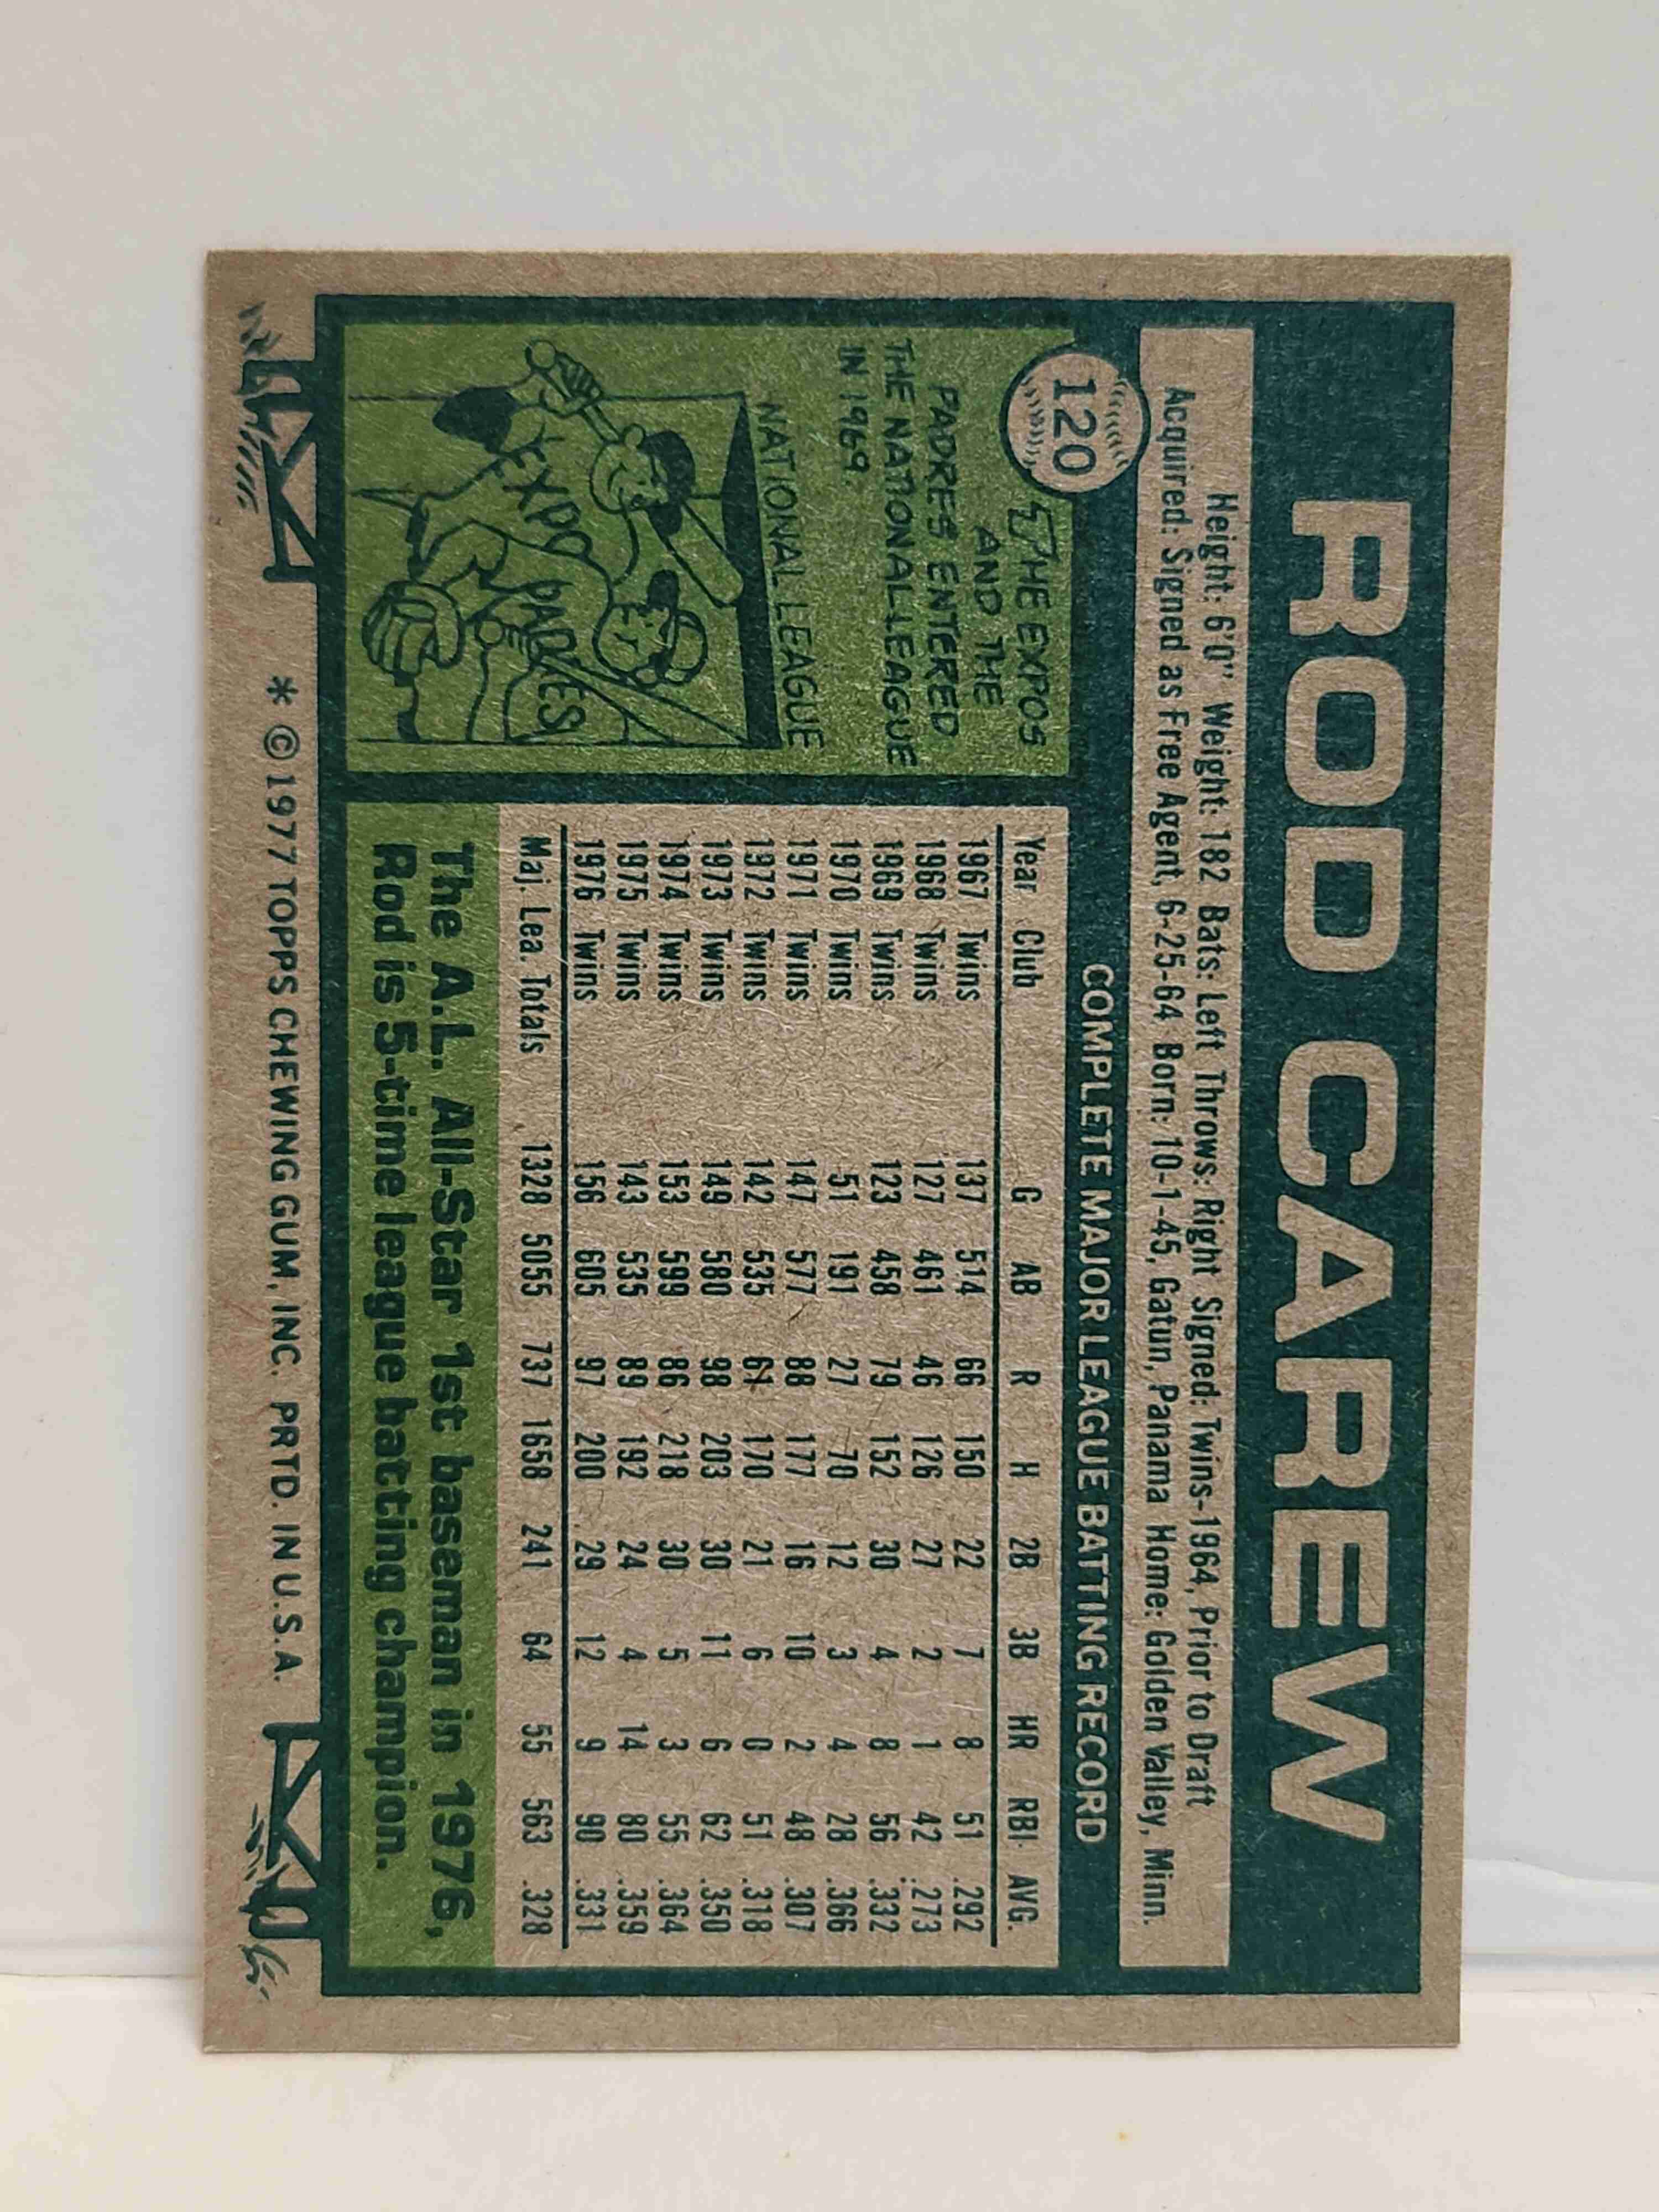 ROD CAREW
Height: 6'0" Weight: 182 Bats: Left Throws: Right Signed: Twins-1964, Prior to Draft
Acquired: Signed as Free Agent, 6-25-64 Born: 10-1-45, Gatun, Panama Home: Golden Valley, Minn.
120
THE EXPOS
AND THE
PADRES ENTERED
THE NATIONAL LEAGUE
IN 1969.
NATIONAL LEAGUE
EXPO
PADRES
COMPLETE MAJOR LEAGUE BATTING RECORD
Year Club G AB R H 2B 3B HR RBI AVG.
1967 Twins 137 514 66 150 22 7 8 51 .292
1968 Twins 127 461 46 126 27 2 1 42 .273
1969 Twins 123 458 79 152 30 4 8 56 .332
1970 Twins 51 191 27 70 12 3 4 28 .366
1971 Twins 147 577 88 177 16 10 2 48 .307
1972 Twins 142 535 61 170 21 6 0 51 .318
1973 Twins 149 580 98 203 30 11 6 62 .350
1974 Twins 153 599 86 218 30 5 3 55 .364
1975 Twins 143 535 89 192 24 4 14 80 .359
1976 Twins 156 605 97 200 29 12 9 90 .331
Maj. Lea. Totals 1328 5055 737 1658 241 64 55 563 .328
The A.L. All-Star 1st baseman in 1976,
Rod is 5-time league batting champion.
* © 1977 TOPPS CHEWING GUM, INC. PRTD. IN U.S.A.